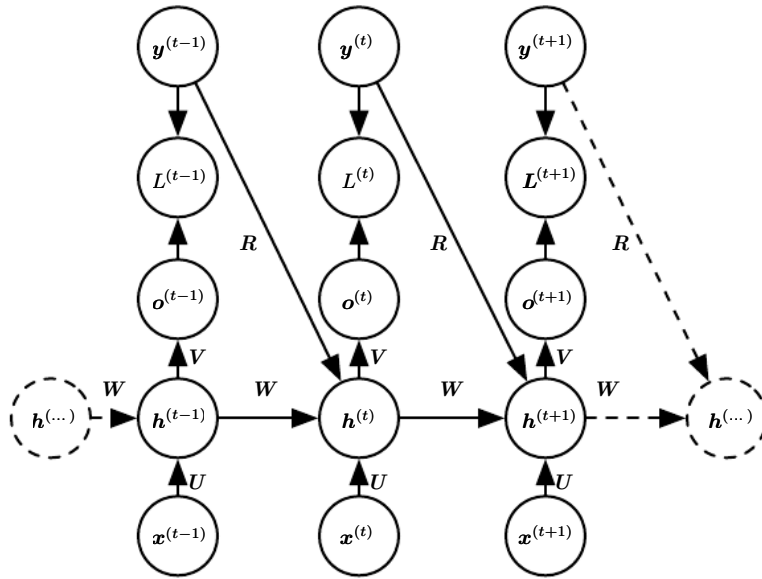 y^(t−1) y^(t) y^(t+1)
L^(t−1) L^(t) L^(t+1)
R R R
o^(t−1) o^(t) o^(t+1)
V V V
W W W W
h^(...) h^(t−1) h^(t) h^(t+1) h^(...)
U U U
x^(t−1) x^(t) x^(t+1)